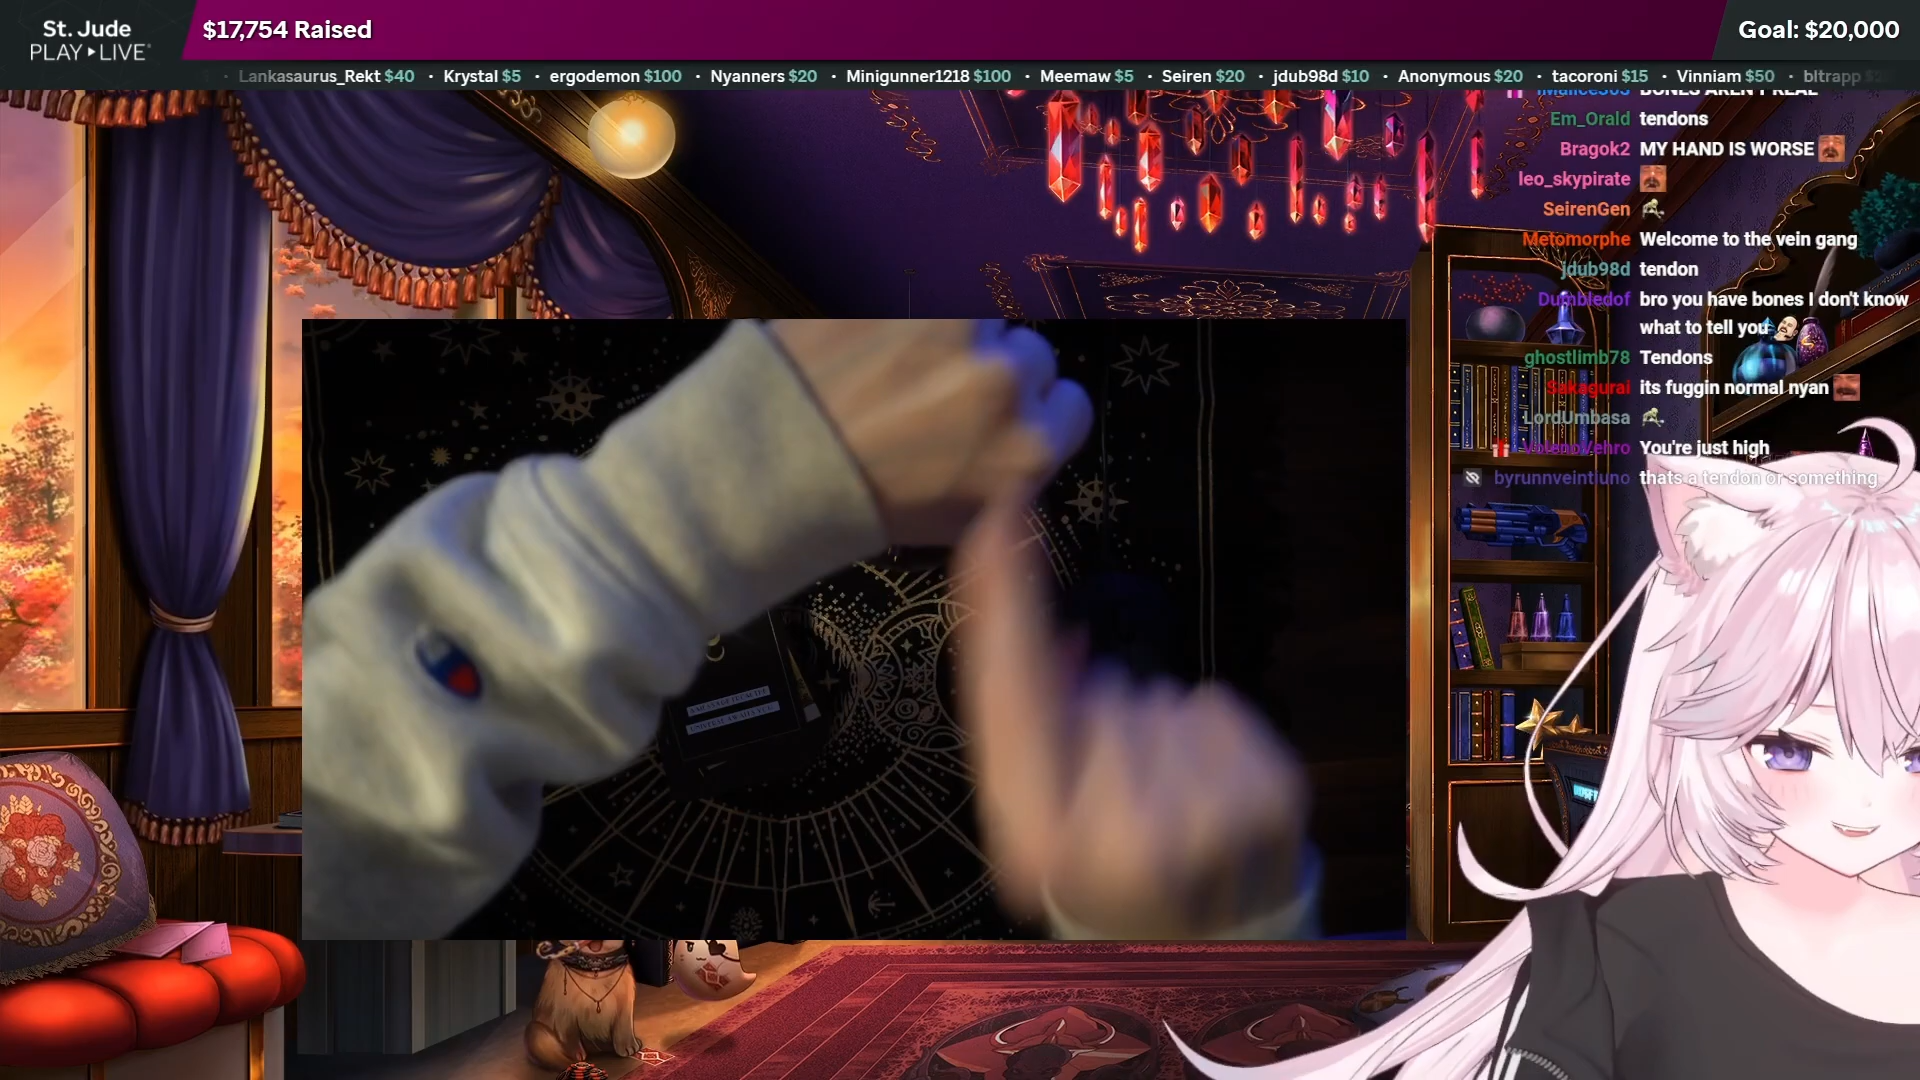 St. Jude
PLAY LIVE
$17,754 Raised
Goal: $20,000
Lankasaurus_Rekt $40 • Krystal $5 • ergodemon $100 • Nyanners $20 • Minigunner1218 $100 • Meemaw $5 • Seiren $20 • jdub98d $10 • Anonymous $20 • tacoroni $15 • Vinniam $50 • bltrapp
BONES AREN'T REAL
Em_Orald tendons
Bragok2 MY HAND IS WORSE
leo_skypirate
SeirenGen
Metomorphe Welcome to the vein gang
jdub98d tendon
Dumbledof bro you have bones I don't know
what to tell you
ghostlimb78 Tendons
Sakagurai its fuggin normal nyan
LordUmbasa
You're just high
byrunnveintiuno thats a tendon or something